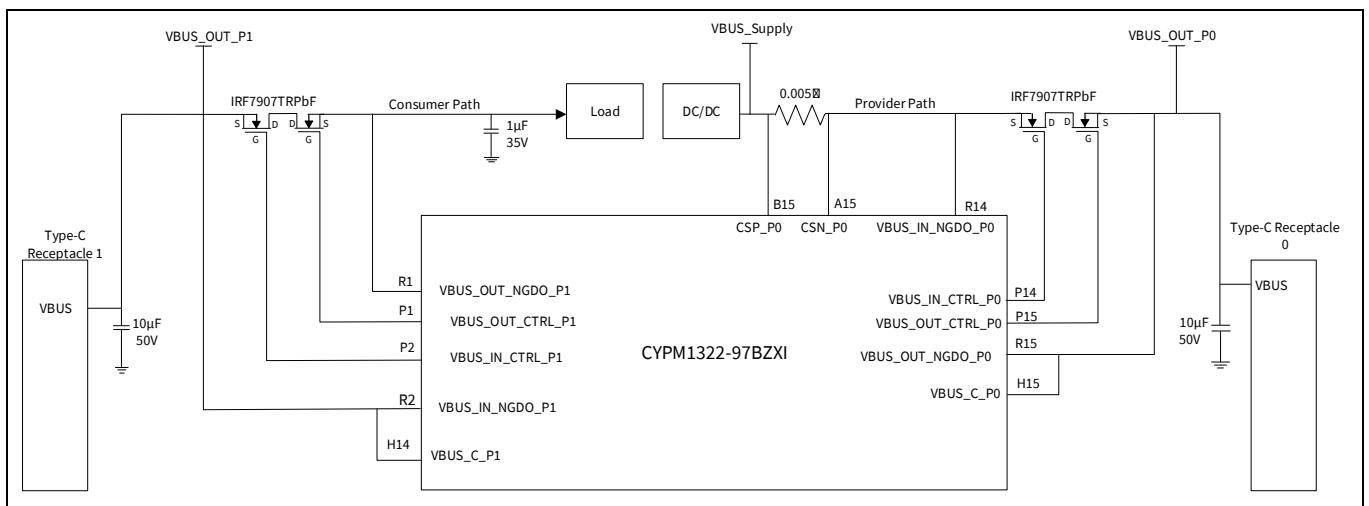 VBUS_OUT_P1
VBUS_Supply
VBUS_OUT_P0
IRF7907TRPbF
Consumer Path
Load
DC/DC
0.005
Provider Path
IRF7907TRPbF
S
D
D
S
G
G
1µF
35V
S
D
D
S
G
G
B15
A15
R14
CSP_P0
CSN_P0
VBUS_IN_NGDO_P0
Type-C
Receptacle 1
Type-C Receptacle
0
VBUS
VBUS
10µF
50V
10µF
50V
R1
VBUS_OUT_NGDO_P1
P1
VBUS_OUT_CTRL_P1
P2
VBUS_IN_CTRL_P1
R2
VBUS_IN_NGDO_P1
H14
VBUS_C_P1
CYPM1322-97BZXI
VBUS_IN_CTRL_P0
P14
VBUS_OUT_CTRL_P0
P15
VBUS_OUT_NGDO_P0
R15
VBUS_C_P0
H15